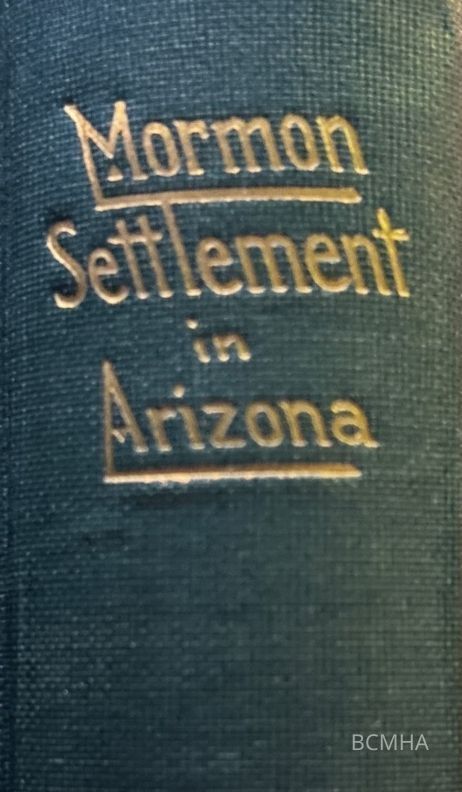 Mormon
Settlement
in
Arizona
BCMHA